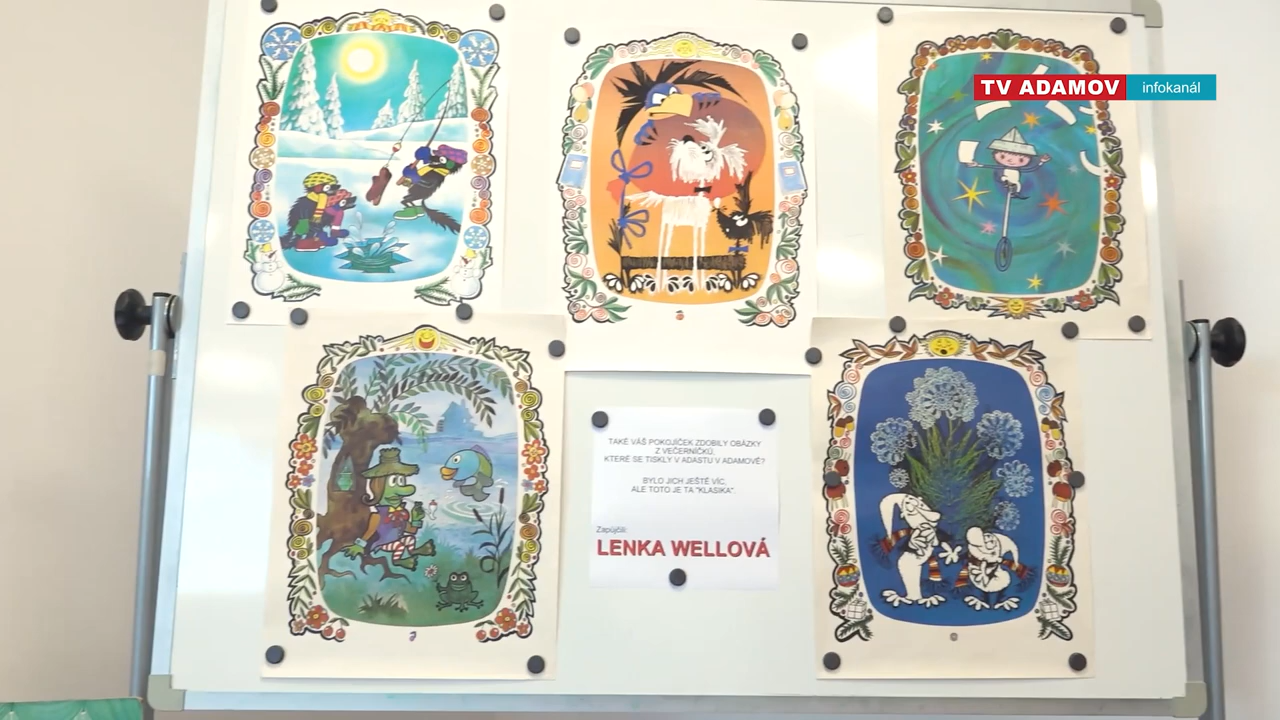 TV ADAMOV infokanál
TAKÉ VÁŠ POKOJÍČEK ZDOBILY OBÁZKY
Z VEČERNÍČKŮ,
KTERÉ SE TISKLY V ADASTU V ADAMOVĚ?
BYLO JICH JEŠTĚ VÍC,
ALE TOTO JE TA "KLASIKA".
Zapůjčili:
LENKA WELLOVÁ